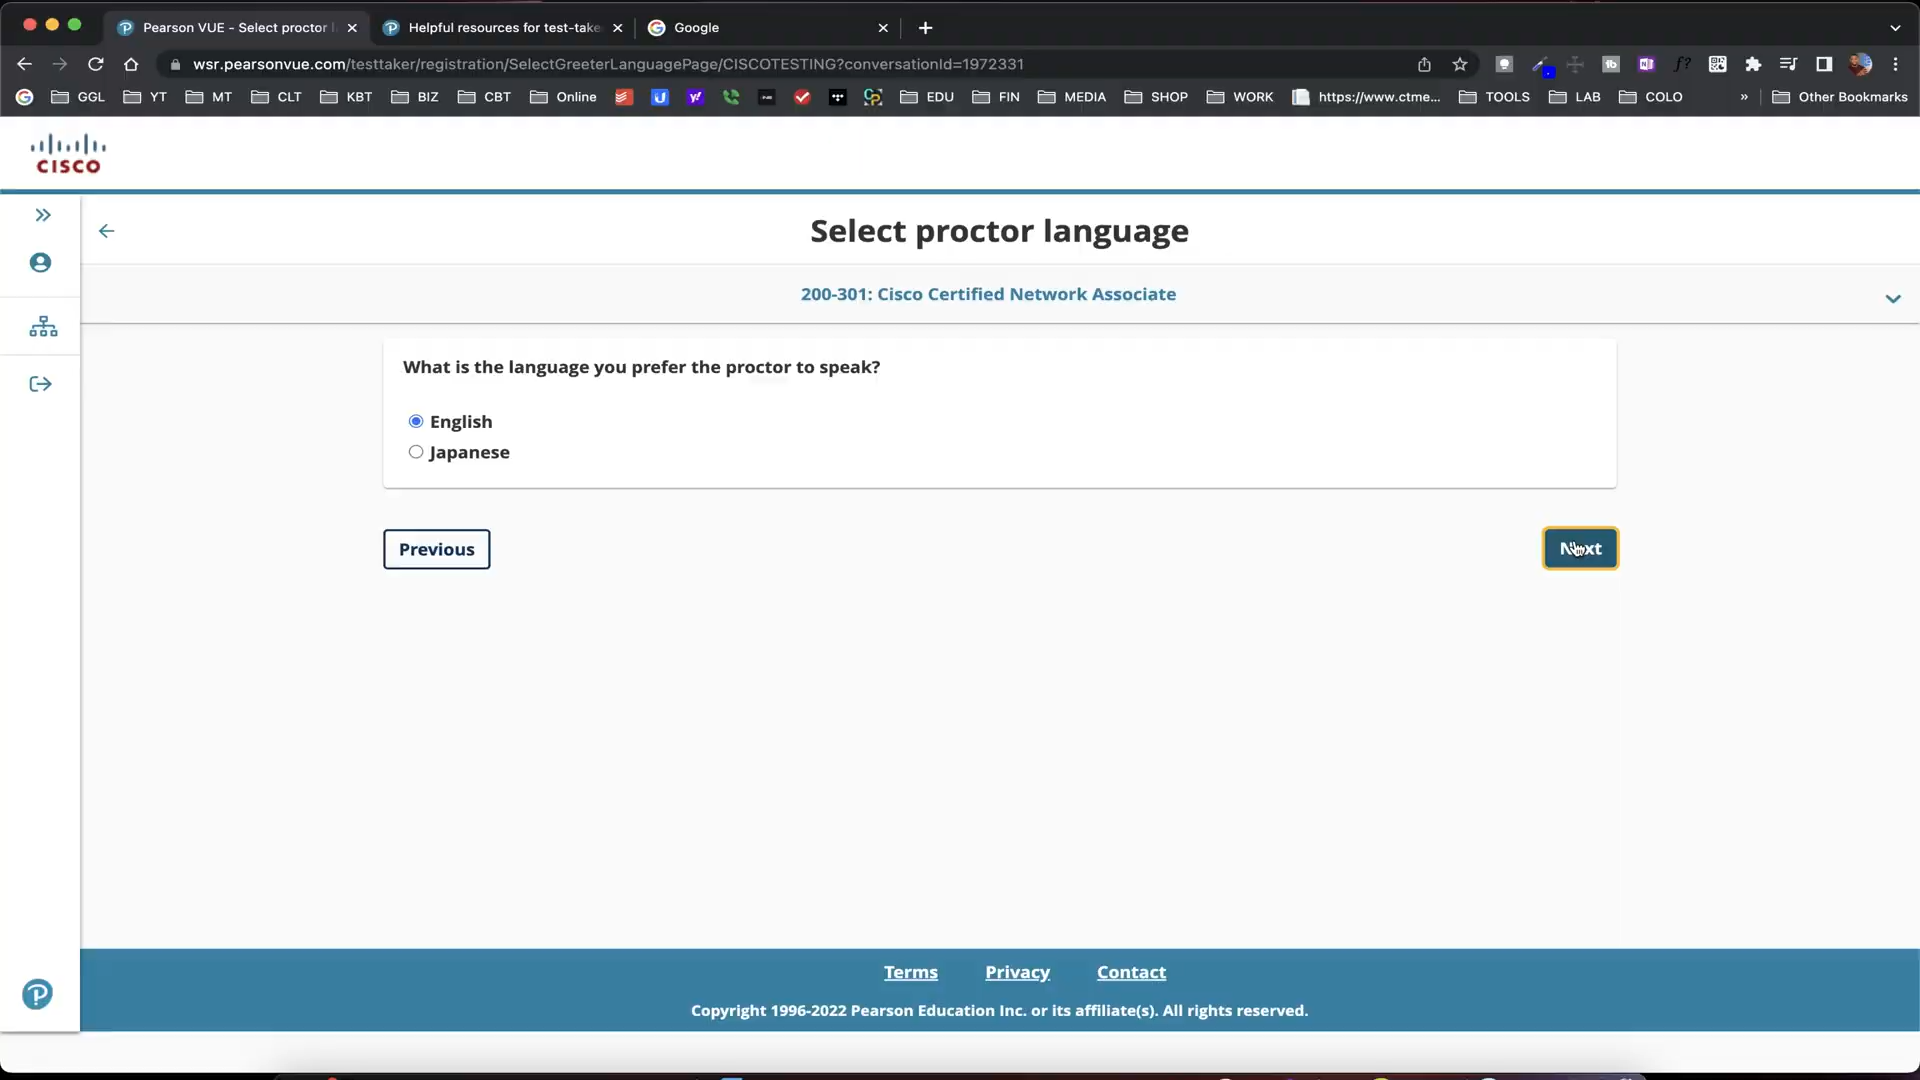 Pearson VUE - Select proctor l
Helpful resources for test-take
Google
wsr.pearsonvue.com/testtaker/registration/SelectGreeterLanguagePage/CISCOTESTING?conversationId=1972331
GGL
YT
MT
CLT
KBT
BIZ
CBT
Online
EDU
FIN
MEDIA
SHOP
WORK
https://www.ctme...
TOOLS
LAB
COLO
»
Other Bookmarks
CISCO
Select proctor language
200-301: Cisco Certified Network Associate
What is the language you prefer the proctor to speak?
English
Japanese
Previous
Next
Terms
Privacy
Contact
Copyright 1996-2022 Pearson Education Inc. or its affiliate(s). All rights reserved.